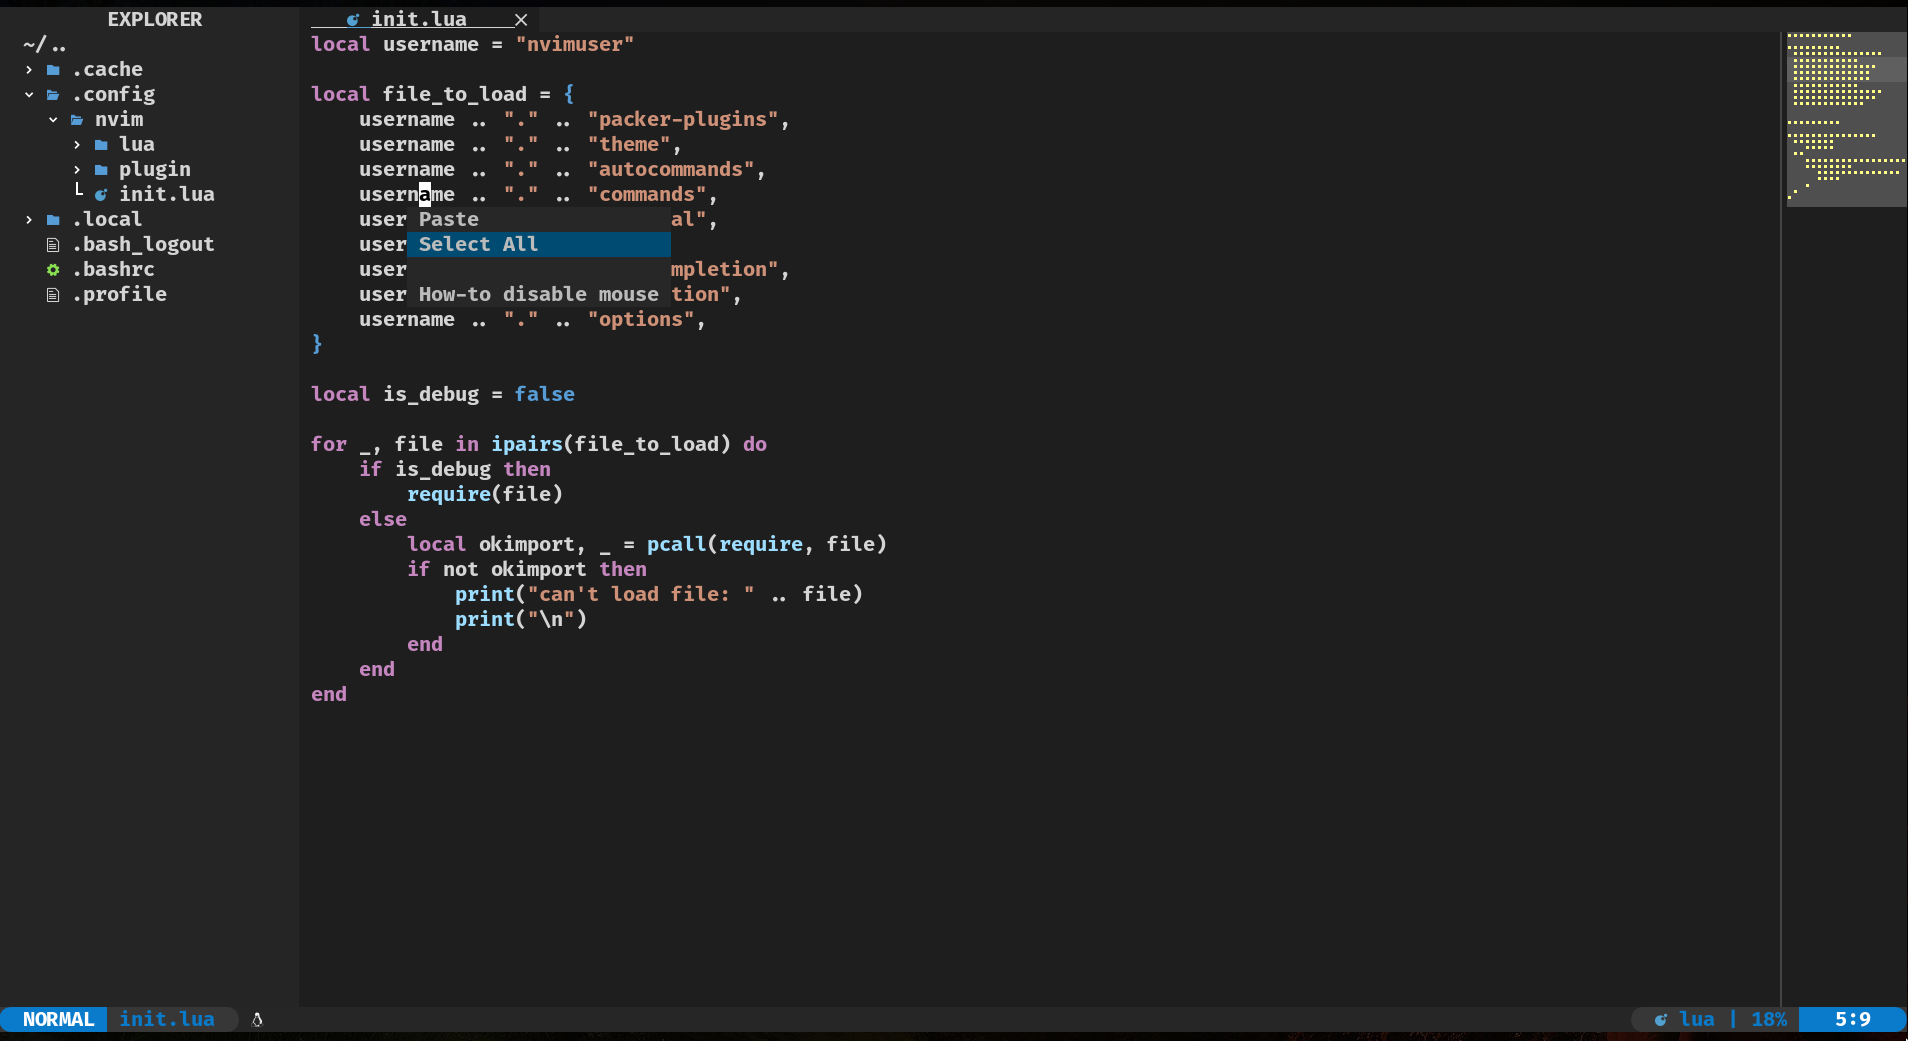 EXPLORER
~/..
.cache
.config
nvim
lua
plugin
init.lua
.local
.bash_logout
.bashrc
.profile
init.lua
local username = "nvimuser"
local file_to_load = {
username .. "." .. "packer-plugins",
username .. "." .. "theme",
username .. "." .. "autocommands",
username .. "." .. "commands",
user Paste al",
user Select All
user mpletion",
user How-to disable mouse tion",
username .. "." .. "options",
}
local is_debug = false
for _, file in ipairs(file_to_load) do
if is_debug then
require(file)
else
local okimport, _ = pcall(require, file)
if not okimport then
print("can't load file: " .. file)
print("\n")
end
end
end
NORMAL init.lua
lua | 18% 5:9